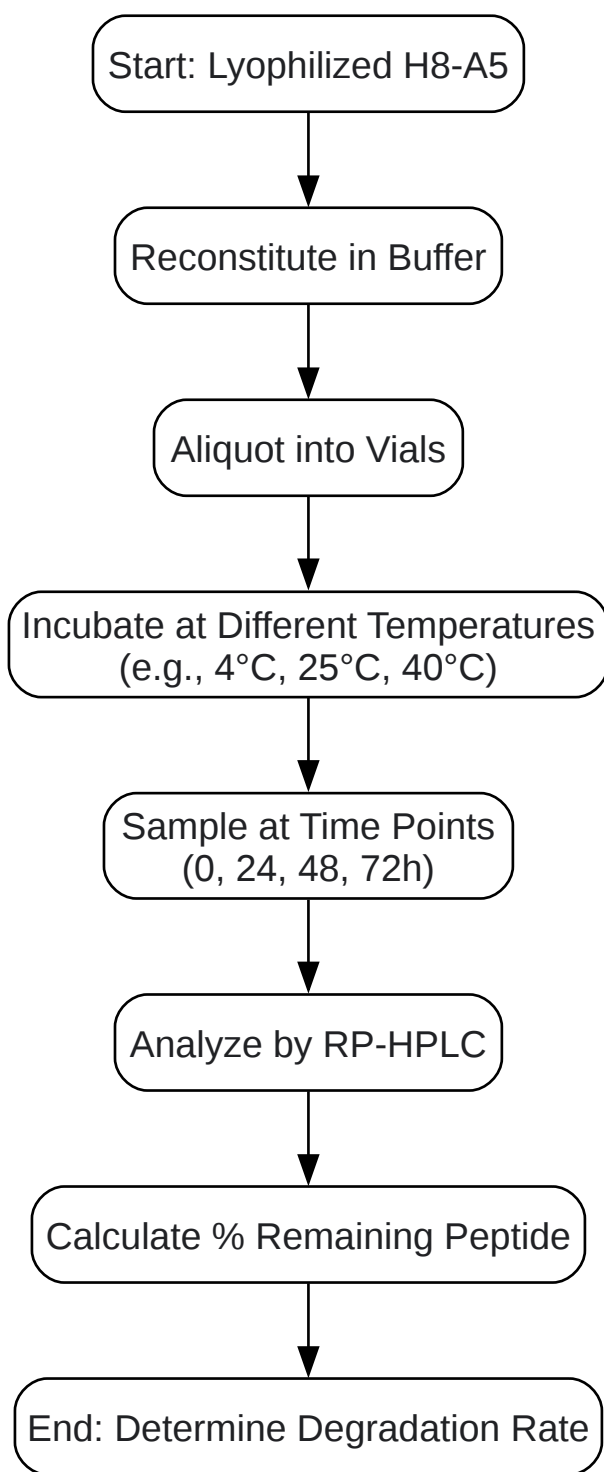 Start: Lyophilized H8-A5
Reconstitute in Buffer
Aliquot into Vials
Incubate at Different Temperatures
(e.g., 4°C, 25°C, 40°C)
Sample at Time Points
(0, 24, 48, 72h)
Analyze by RP-HPLC
Calculate % Remaining Peptide
End: Determine Degradation Rate